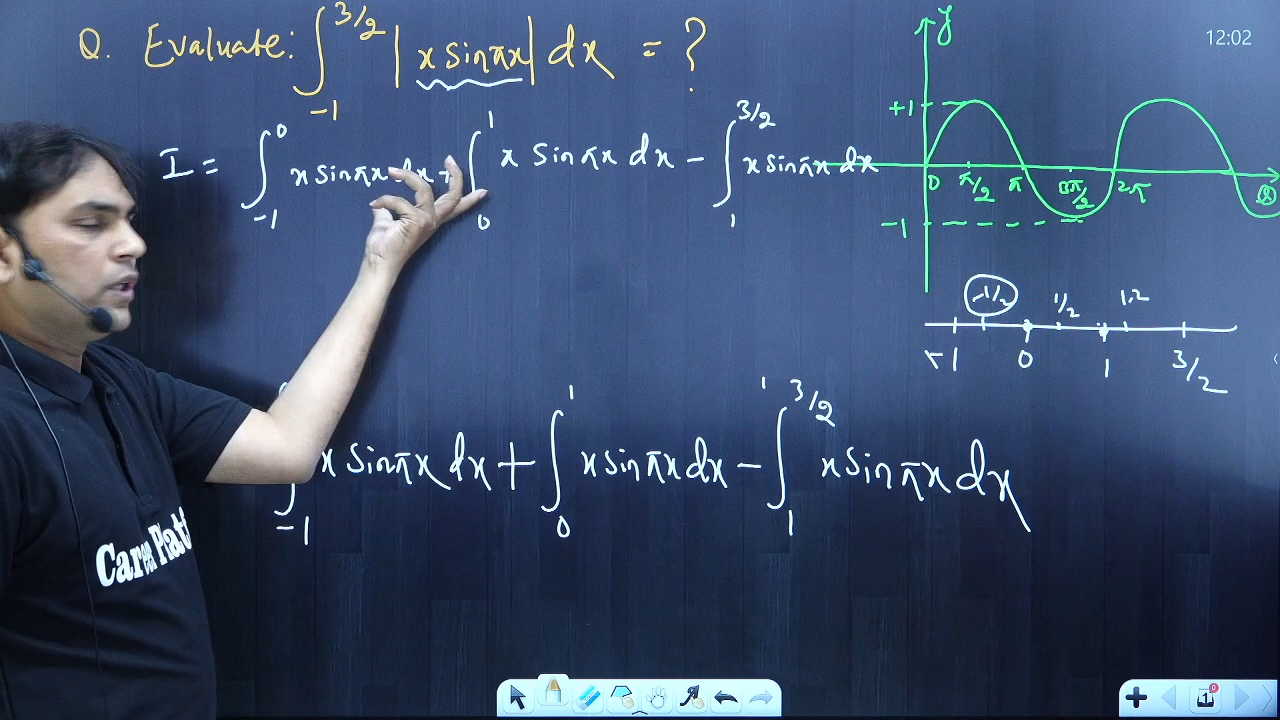 Q. Evaluate: ∫_{-1}^{3/2} |x sinπx| dx = ?
12:02
I = ∫_{-1}^{0} x sinπx dx + ∫_{0}^{1} x sinπx dx - ∫_{1}^{3/2} x sinπx dx
y
+1
0 π/2 π 3π/2 2π
-1
-1/2 1/2 1.2
-1 0 1 3/2
∫_{-1} x sinπx dx + ∫_{0}^{1} x sinπx dx - ∫_{1}^{3/2} x sinπx dx
Career
1